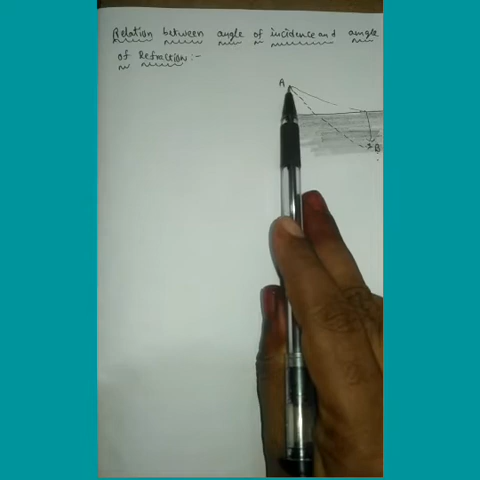 Relation between angle of incidence and angle
of Refraction :-
A
B